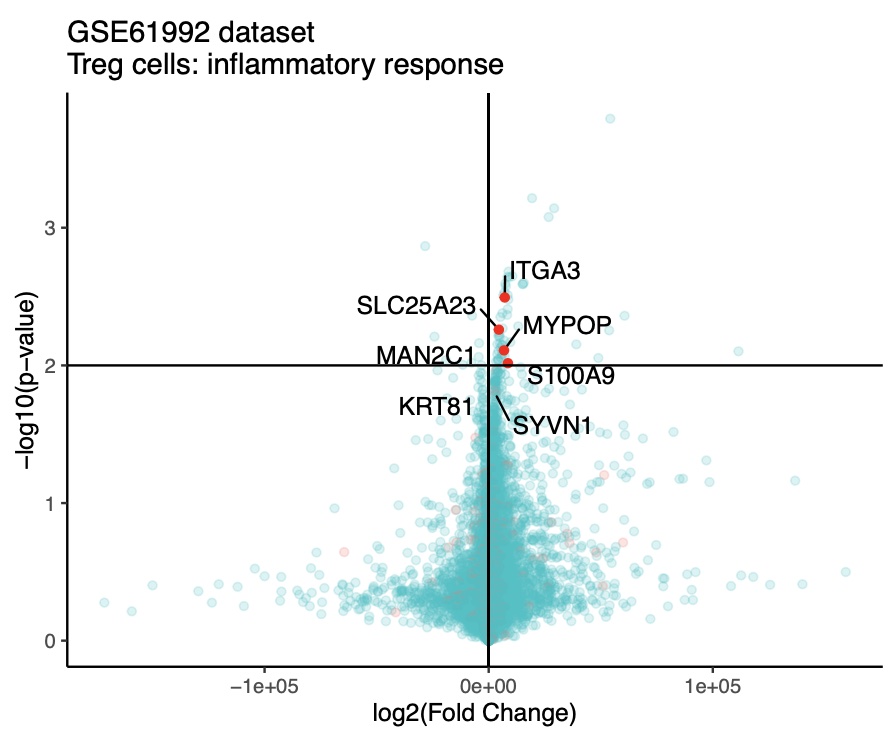 GSE61992 dataset
Treg cells: inflammatory response
−log10(p−value)
3
2
1
0
ITGA3
SLC25A23
MYPOP
MAN2C1
S100A9
KRT81
SYVN1
−1e+05
0e+00
1e+05
log2(Fold Change)